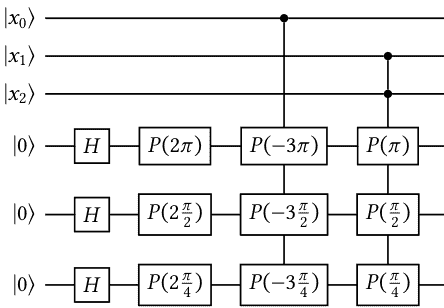 |x₀⟩
|x₁⟩
|x₂⟩
|0⟩ H P(2π) P(−3π) P(π)
|0⟩ H P(2π/2) P(−3π/2) P(π/2)
|0⟩ H P(2π/4) P(−3π/4) P(π/4)